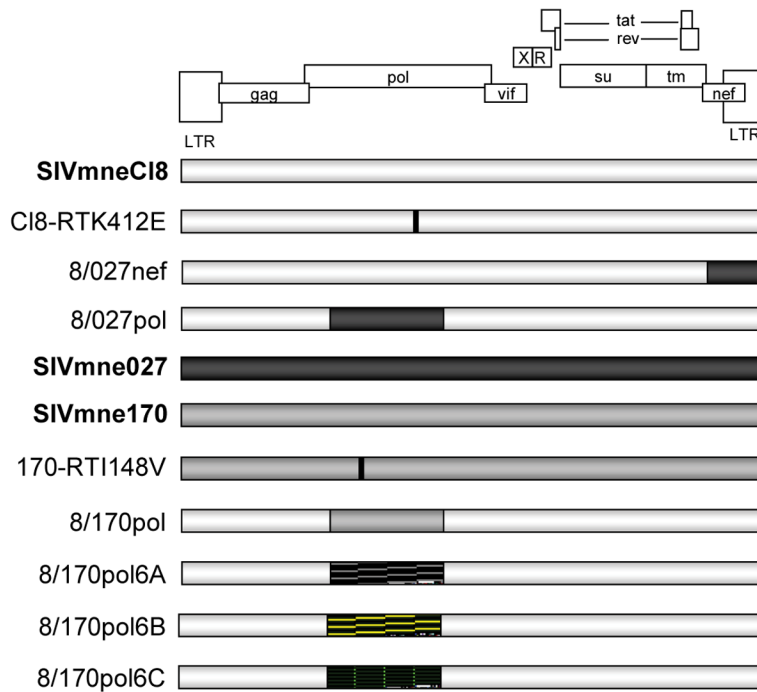 tat
rev
X R
pol
su tm
gag vif nef
LTR LTR
SIVmneCl8
Cl8-RTK412E
8/027nef
8/027pol
SIVmne027
SIVmne170
170-RTI148V
8/170pol
8/170pol6A
8/170pol6B
8/170pol6C